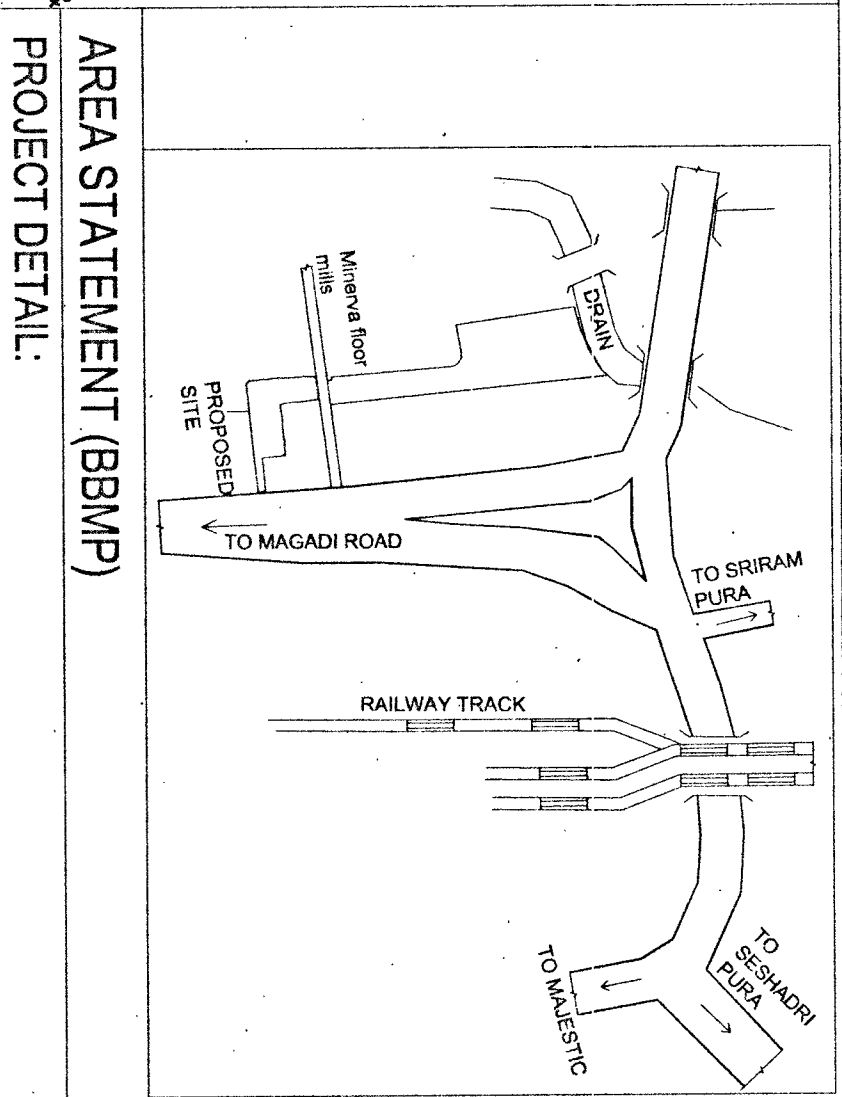 DRAIN
Minerva floor
mills
PROPOSED
SITE
TO MAGADI ROAD
TO SRIRAM
PURA
RAILWAY TRACK
TO
SESHADRI
PURA
TO MAJESTIC
AREA STATEMENT (BBMP)
PROJECT DETAIL: